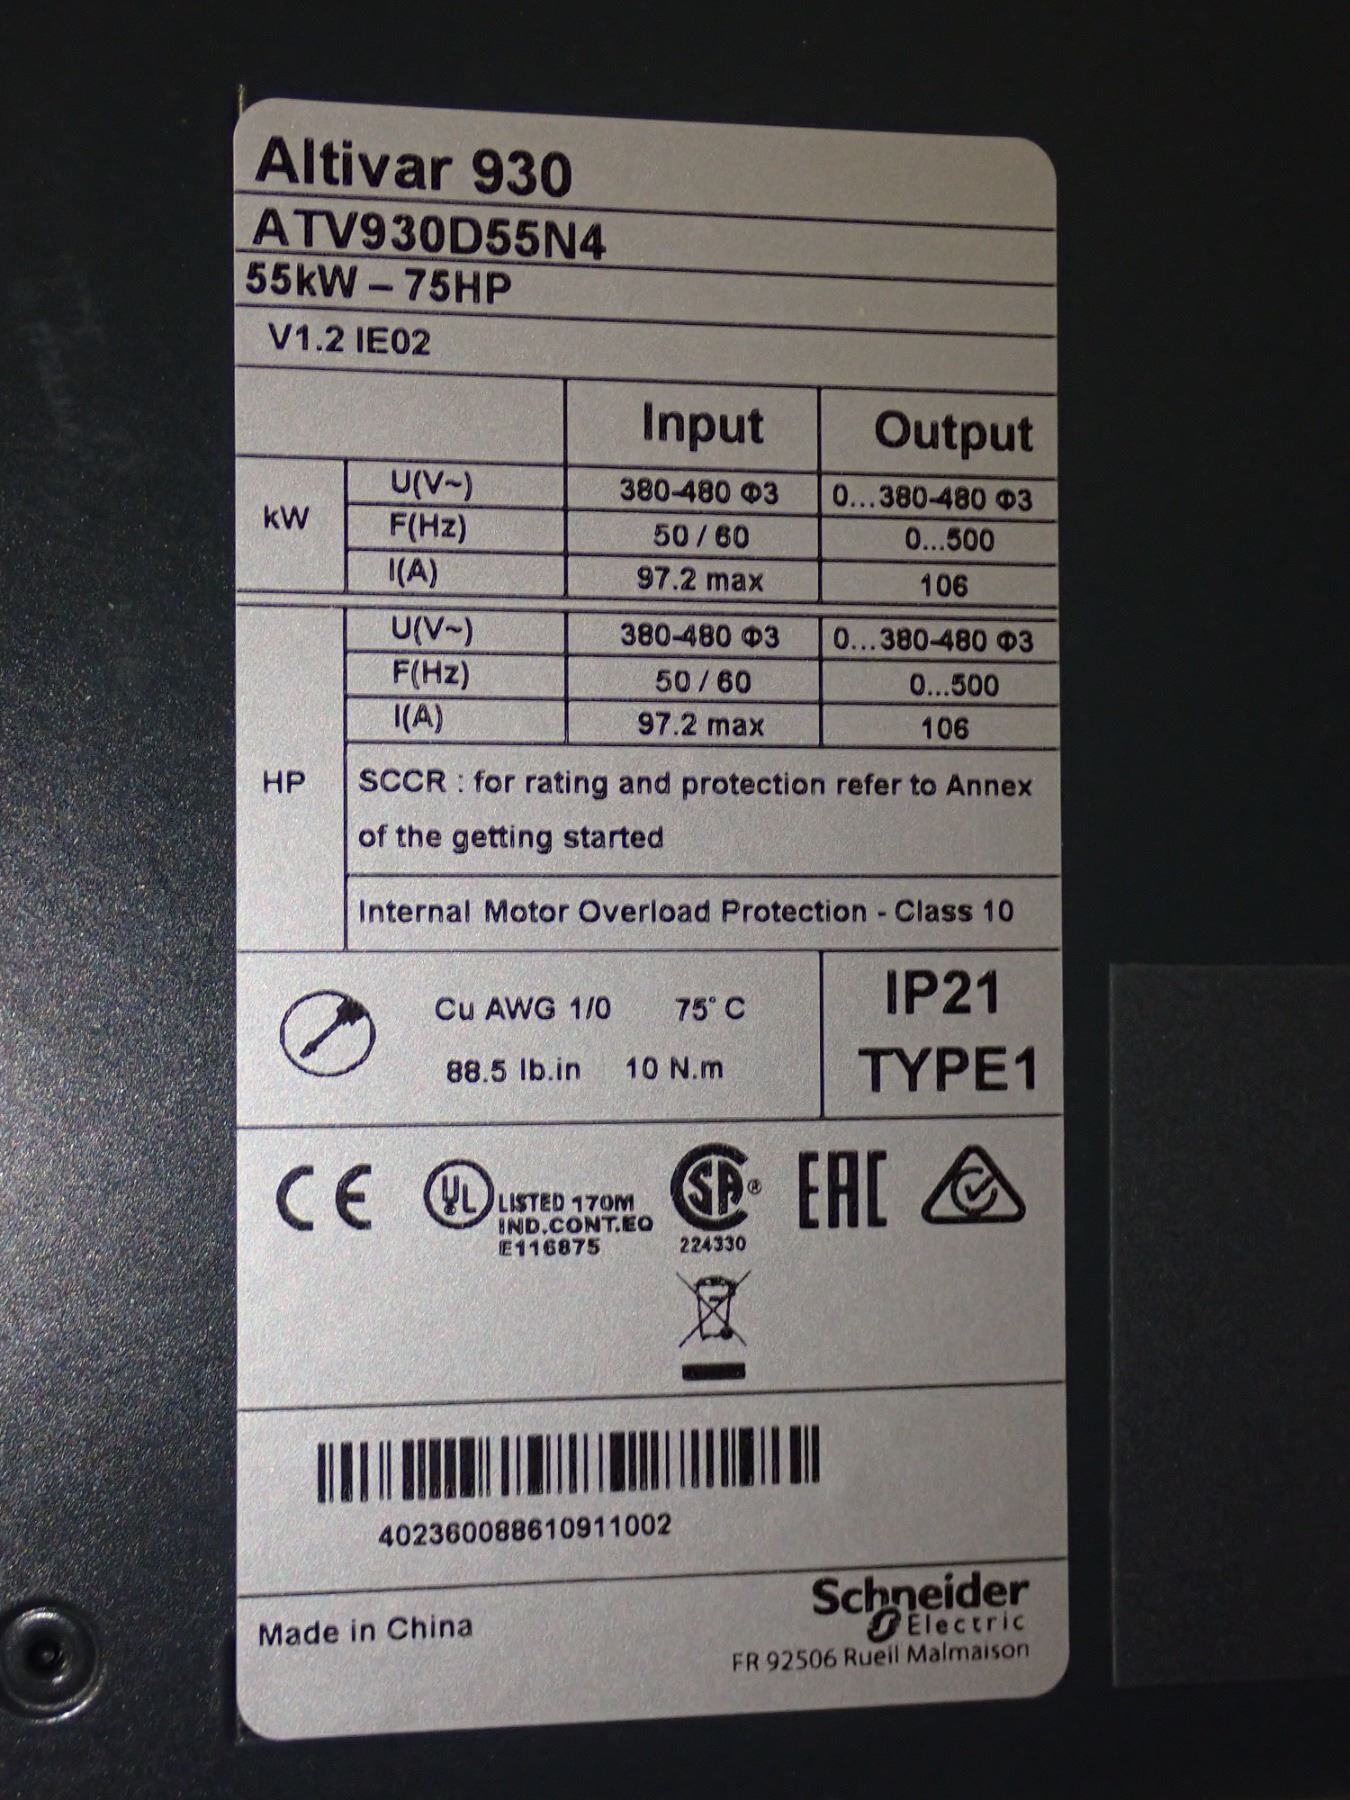 Altivar 930
ATV930D55N4
55kW – 75HP
V1.2 IE02
Input Output
kW U(V~) 380-480 Φ3 0...380-480 Φ3
F(Hz) 50 / 60 0...500
I(A) 97.2 max 106
HP U(V~) 380-480 Φ3 0...380-480 Φ3
F(Hz) 50 / 60 0...500
I(A) 97.2 max 106
SCCR : for rating and protection refer to Annex
of the getting started
Internal Motor Overload Protection - Class 10
Cu AWG 1/0 75° C
88.5 lb.in 10 N.m
IP21
TYPE1
CE UL LISTED 170M
IND.CONT.EQ
E116875
SA ®
224330
EAC
402360088610911002
Made in China
Schneider
Electric
FR 92506 Rueil Malmaison